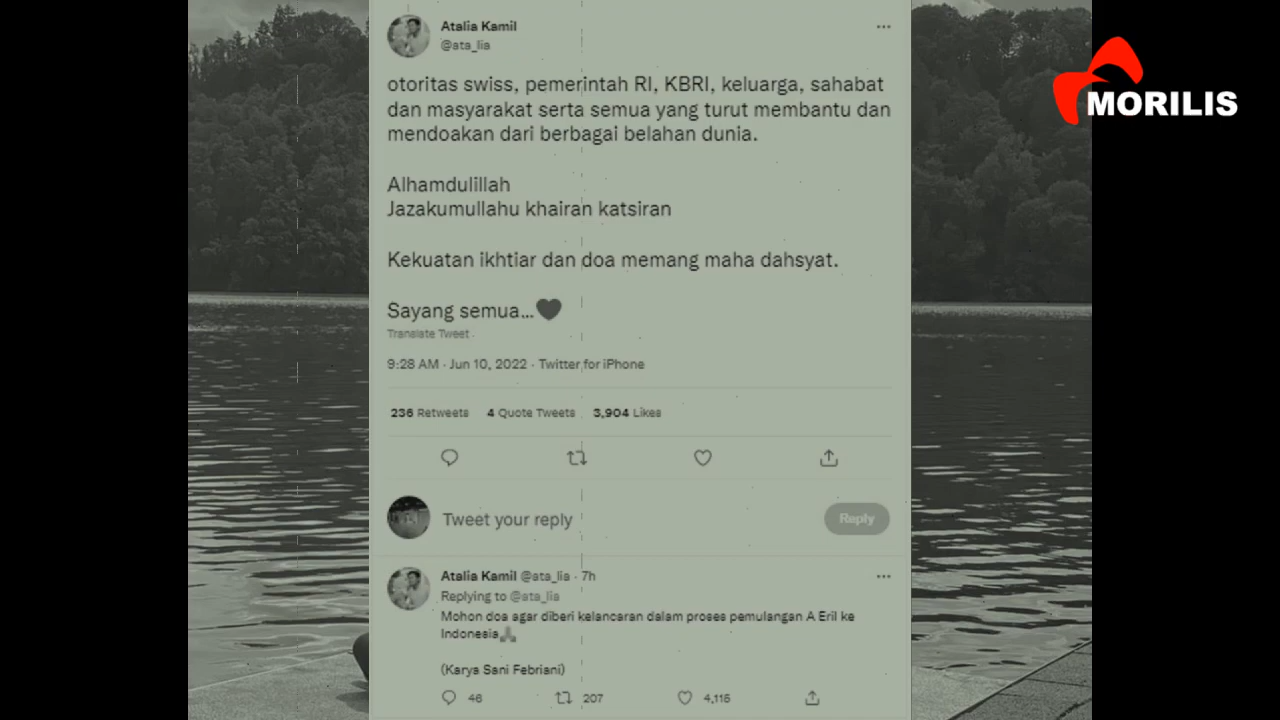 Atalia Kamil
@ata_lia
otoritas swiss, pemerintah RI, KBRI, keluarga, sahabat
dan masyarakat serta semua yang turut membantu dan
mendoakan dari berbagai belahan dunia.
Alhamdulillah
Jazakumullahu khairan katsiran
Kekuatan ikhtiar dan doa memang maha dahsyat.
Sayang semua...🖤
Translate Tweet
9:28 AM · Jun 10, 2022 · Twitter for iPhone
236 Retweets 4 Quote Tweets 3,904 Likes
Tweet your reply
Reply
Atalia Kamil @ata_lia · 7h
Replying to @ata_lia
Mohon doa agar diberi kelancaran dalam proses pemulangan A Eril ke
Indonesia🙏
(Karya Sani Febriani)
46 207 4,116
MORILIS